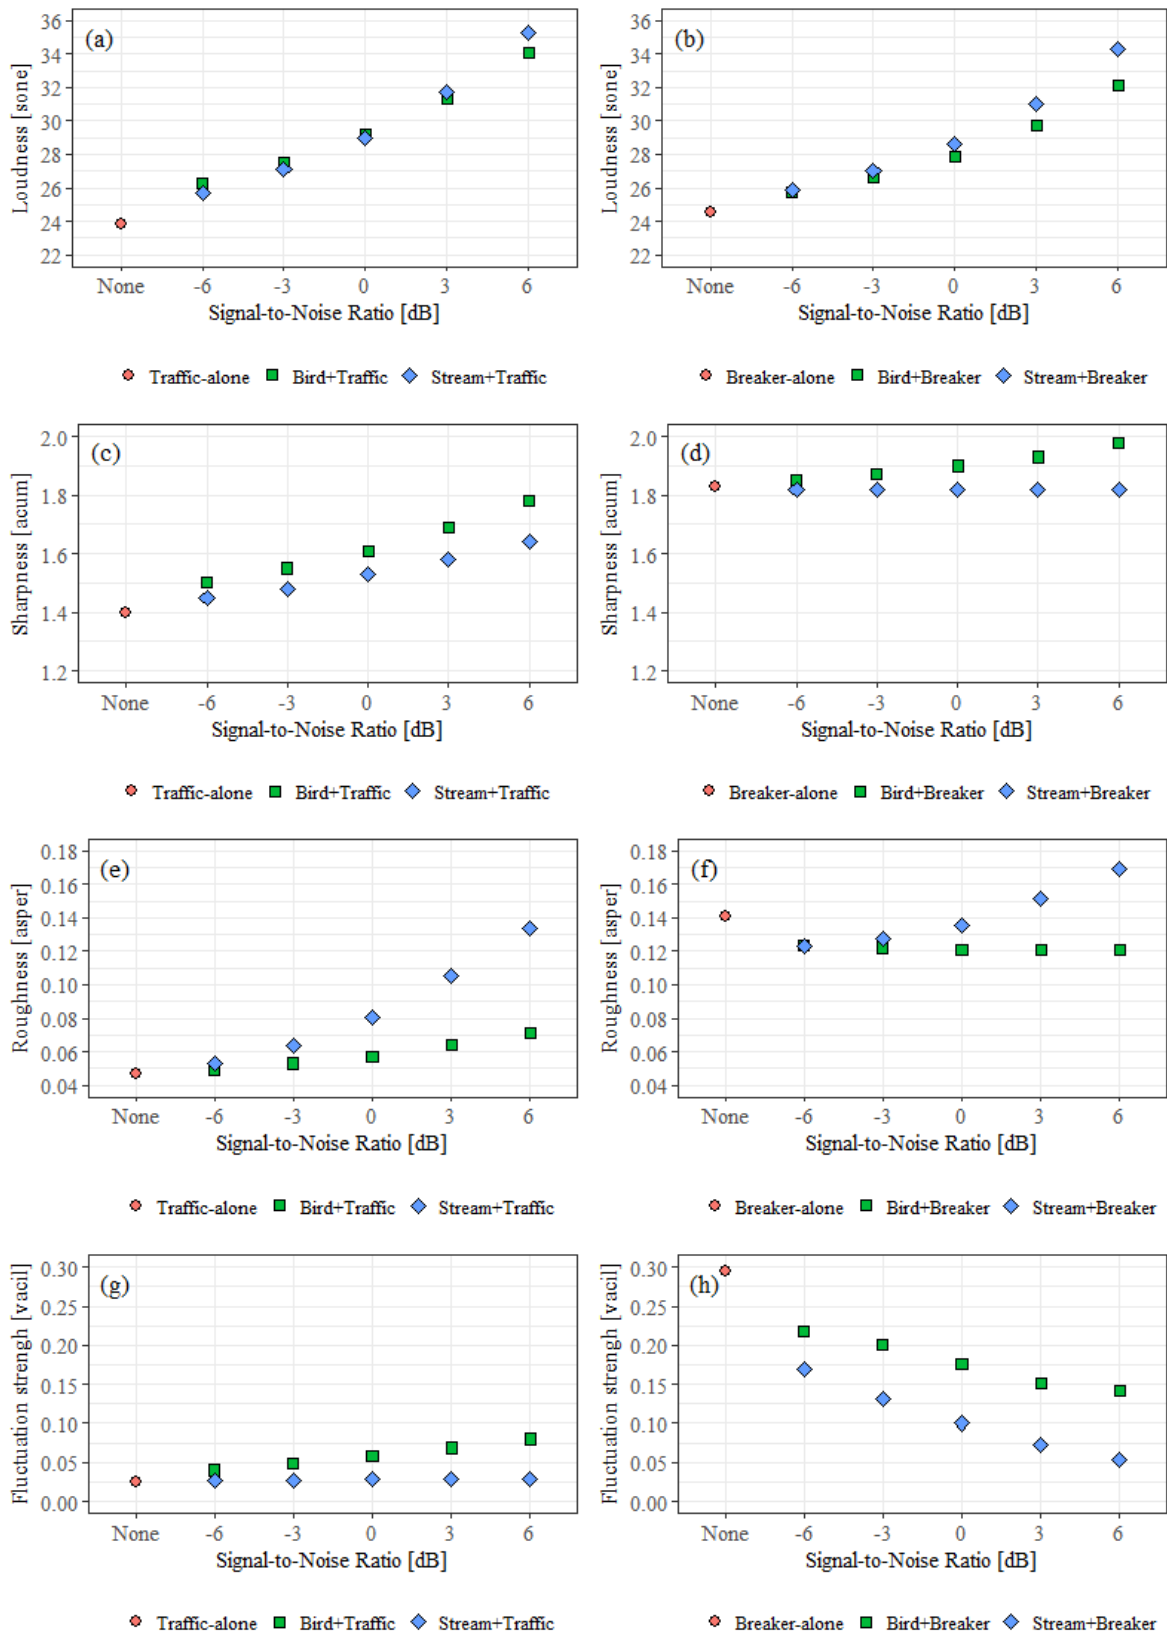 (a)
Loudness [sone]
36
34
32
30
28
26
24
22
None -6 -3 0 3 6
Signal-to-Noise Ratio [dB]
Traffic-alone Bird+Traffic Stream+Traffic
(b)
Loudness [sone]
36
34
32
30
28
26
24
22
None -6 -3 0 3 6
Signal-to-Noise Ratio [dB]
Breaker-alone Bird+Breaker Stream+Breaker
(c)
Sharpness [acum]
2.0
1.8
1.6
1.4
1.2
None -6 -3 0 3 6
Signal-to-Noise Ratio [dB]
Traffic-alone Bird+Traffic Stream+Traffic
(d)
Sharpness [acum]
2.0
1.8
1.6
1.4
1.2
None -6 -3 0 3 6
Signal-to-Noise Ratio [dB]
Breaker-alone Bird+Breaker Stream+Breaker
(e)
Roughness [asper]
0.18
0.16
0.14
0.12
0.10
0.08
0.06
0.04
None -6 -3 0 3 6
Signal-to-Noise Ratio [dB]
Traffic-alone Bird+Traffic Stream+Traffic
(f)
Roughness [asper]
0.18
0.16
0.14
0.12
0.10
0.08
0.06
0.04
None -6 -3 0 3 6
Signal-to-Noise Ratio [dB]
Breaker-alone Bird+Breaker Stream+Breaker
(g)
Fluctuation strengh [vacil]
0.30
0.25
0.20
0.15
0.10
0.05
0.00
None -6 -3 0 3 6
Signal-to-Noise Ratio [dB]
Traffic-alone Bird+Traffic Stream+Traffic
(h)
Fluctuation strengh [vacil]
0.30
0.25
0.20
0.15
0.10
0.05
0.00
None -6 -3 0 3 6
Signal-to-Noise Ratio [dB]
Breaker-alone Bird+Breaker Stream+Breaker